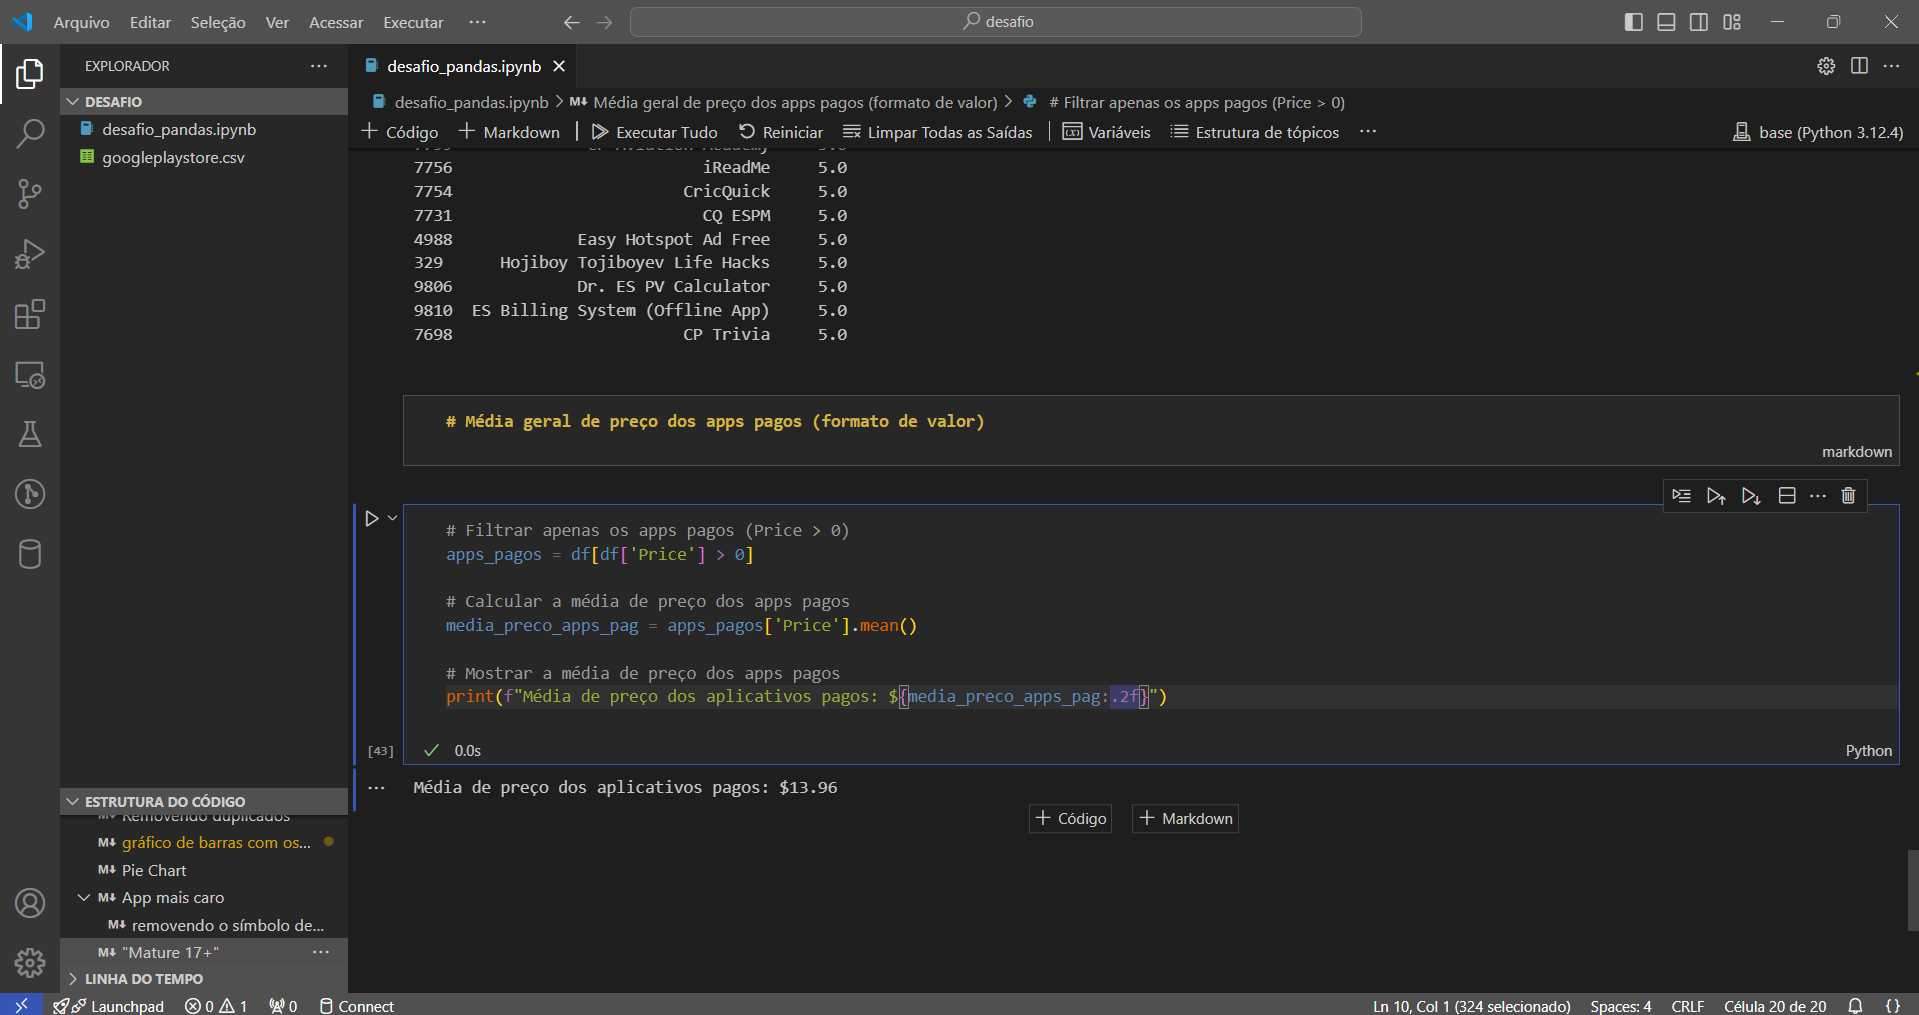 Arquivo Editar Seleção Ver Acessar Executar ··· desafio
EXPLORADOR ···
DESAFIO
desafio_pandas.ipynb
googleplaystore.csv
ESTRUTURA DO CÓDIGO
Removendo duplicados
M↓ gráfico de barras com os...
M↓ Pie Chart
M↓ App mais caro
M↓ removendo o símbolo de...
M↓ "Mature 17+" ···
LINHA DO TEMPO
desafio_pandas.ipynb
desafio_pandas.ipynb > M↓ Média geral de preço dos apps pagos (formato de valor) > # Filtrar apenas os apps pagos (Price > 0)
+ Código + Markdown | Executar Tudo Reiniciar Limpar Todas as Saídas | Variáveis Estrutura de tópicos ··· base (Python 3.12.4)
7756 iReadMe 5.0
7754 CricQuick 5.0
7731 CQ ESPM 5.0
4988 Easy Hotspot Ad Free 5.0
329 Hojiboy Tojiboyev Life Hacks 5.0
9806 Dr. ES PV Calculator 5.0
9810 ES Billing System (Offline App) 5.0
7698 CP Trivia 5.0
# Média geral de preço dos apps pagos (formato de valor)
markdown
# Filtrar apenas os apps pagos (Price > 0)
apps_pagos = df[df['Price'] > 0]
# Calcular a média de preço dos apps pagos
media_preco_apps_pag = apps_pagos['Price'].mean()
# Mostrar a média de preço dos apps pagos
print(f"Média de preço dos aplicativos pagos: ${media_preco_apps_pag:.2f}")
[43] 0.0s Python
··· Média de preço dos aplicativos pagos: $13.96
+ Código + Markdown
Launchpad 0 1 0 Connect Ln 10, Col 1 (324 selecionado) Spaces: 4 CRLF Célula 20 de 20 {}